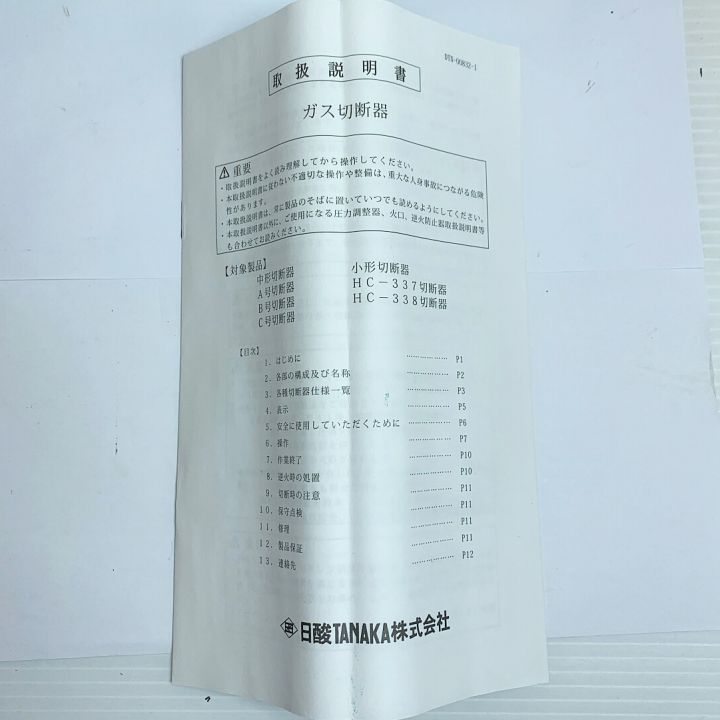 DTN-00832-1
取扱説明書
ガス切断器
⚠重要
・取扱説明書をよく読み理解してから操作してください。
・本取扱説明書に従わない不適切な操作や整備は、重大な人身事故につながる危険
性があります。
・本取扱説明書は、常に製品のそばに置いていつでも読めるようにしてください。
・本取扱説明書以外に、ご使用になる圧力調整器、火口、逆火防止器取扱説明書等
も合わせてお読みください。
【対象製品】
中形切断器 小形切断器
A号切断器 HC－337切断器
B号切断器 HC－338切断器
C号切断器
【目次】
1．はじめに ……………… P1
2．各部の構成及び名称 ……………… P2
3．各種切断器仕様一覧 ……………… P3
4．表示 ……………… P5
5．安全に使用していただくために ……………… P6
6．操作 ……………… P7
7．作業終了 ……………… P10
8．逆火時の処置 ……………… P10
9．切断時の注意 ……………… P11
10．保守点検 ……………… P11
11．修理 ……………… P11
12．製品保証 ……………… P11
13．連絡先 ……………… P12
日酸TANAKA株式会社